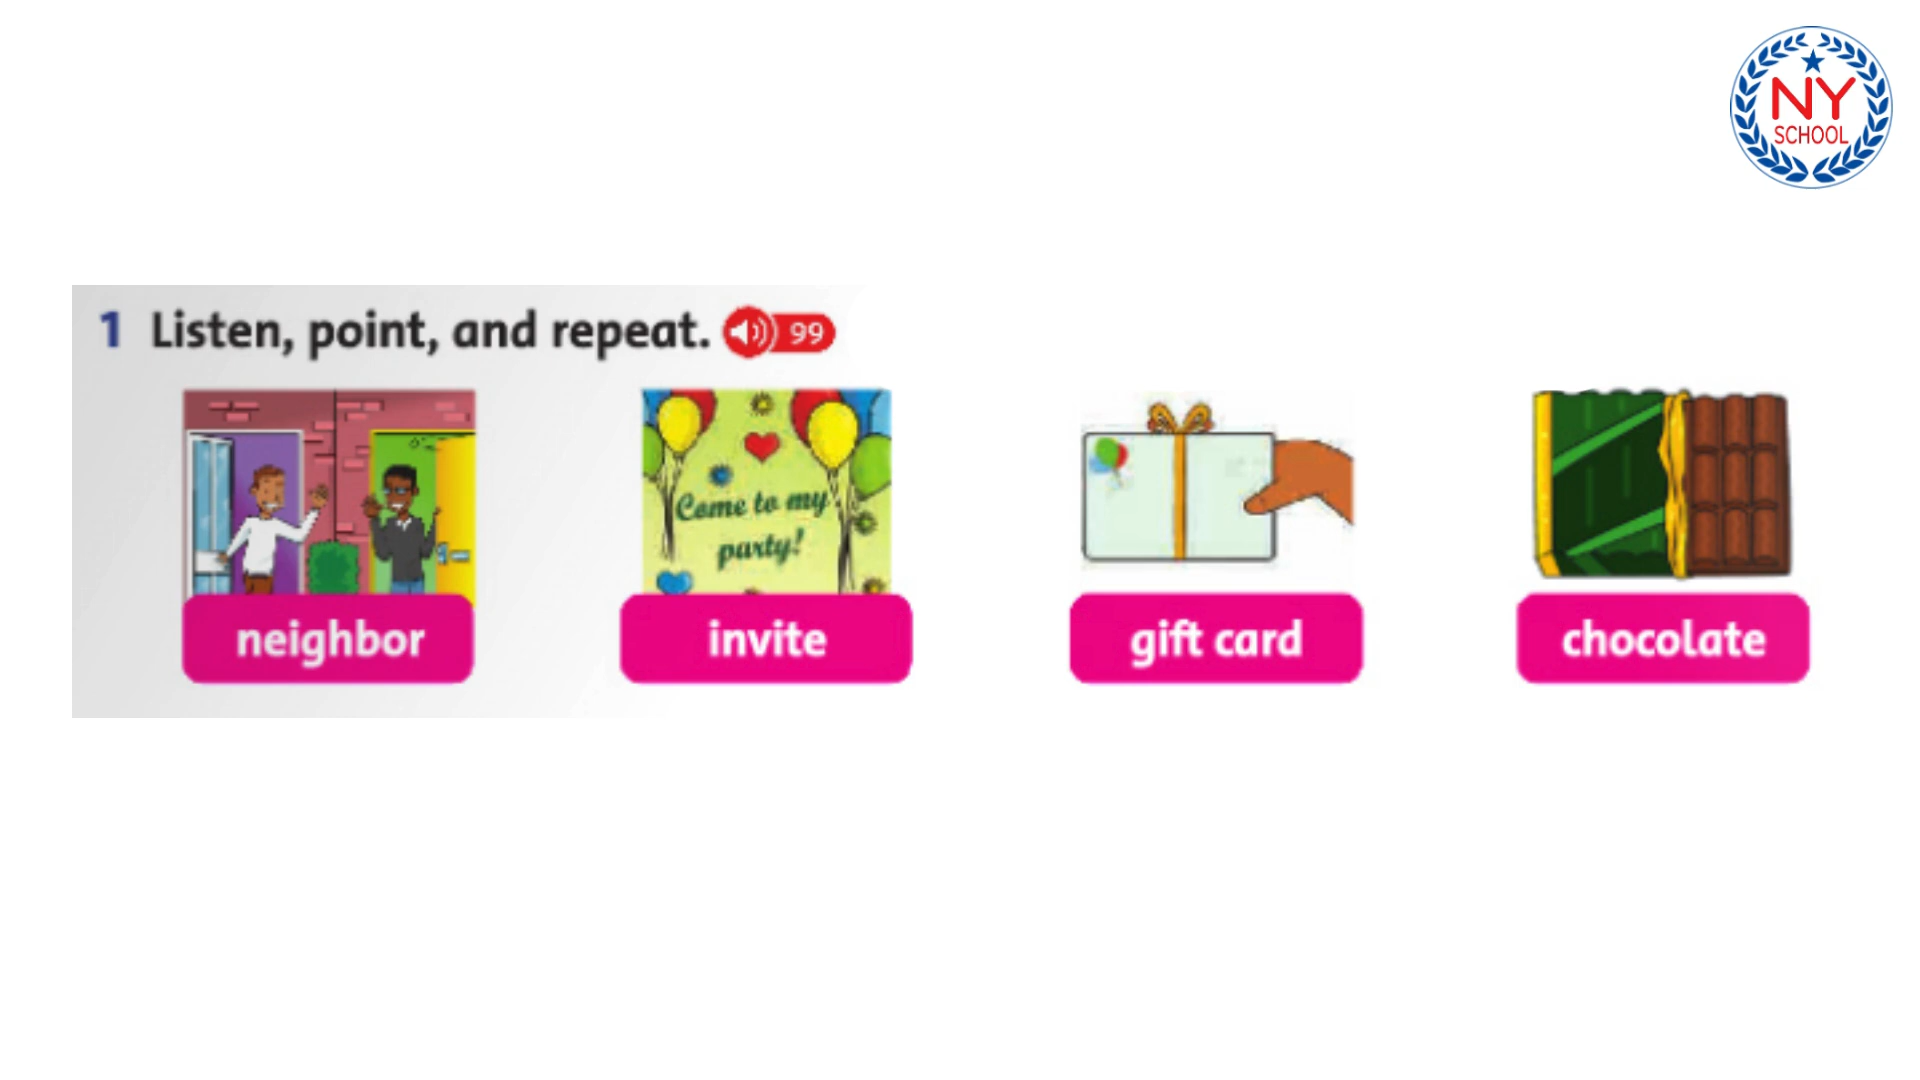 NY
SCHOOL
1 Listen, point, and repeat. 99
Come to my
party!
neighbor
invite
gift card
chocolate